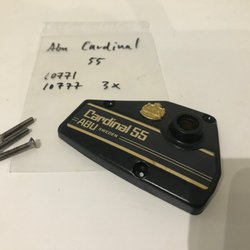 Abu Cardinal
55
10771
10777 3x
Cardinal 55
ABU SWEDEN